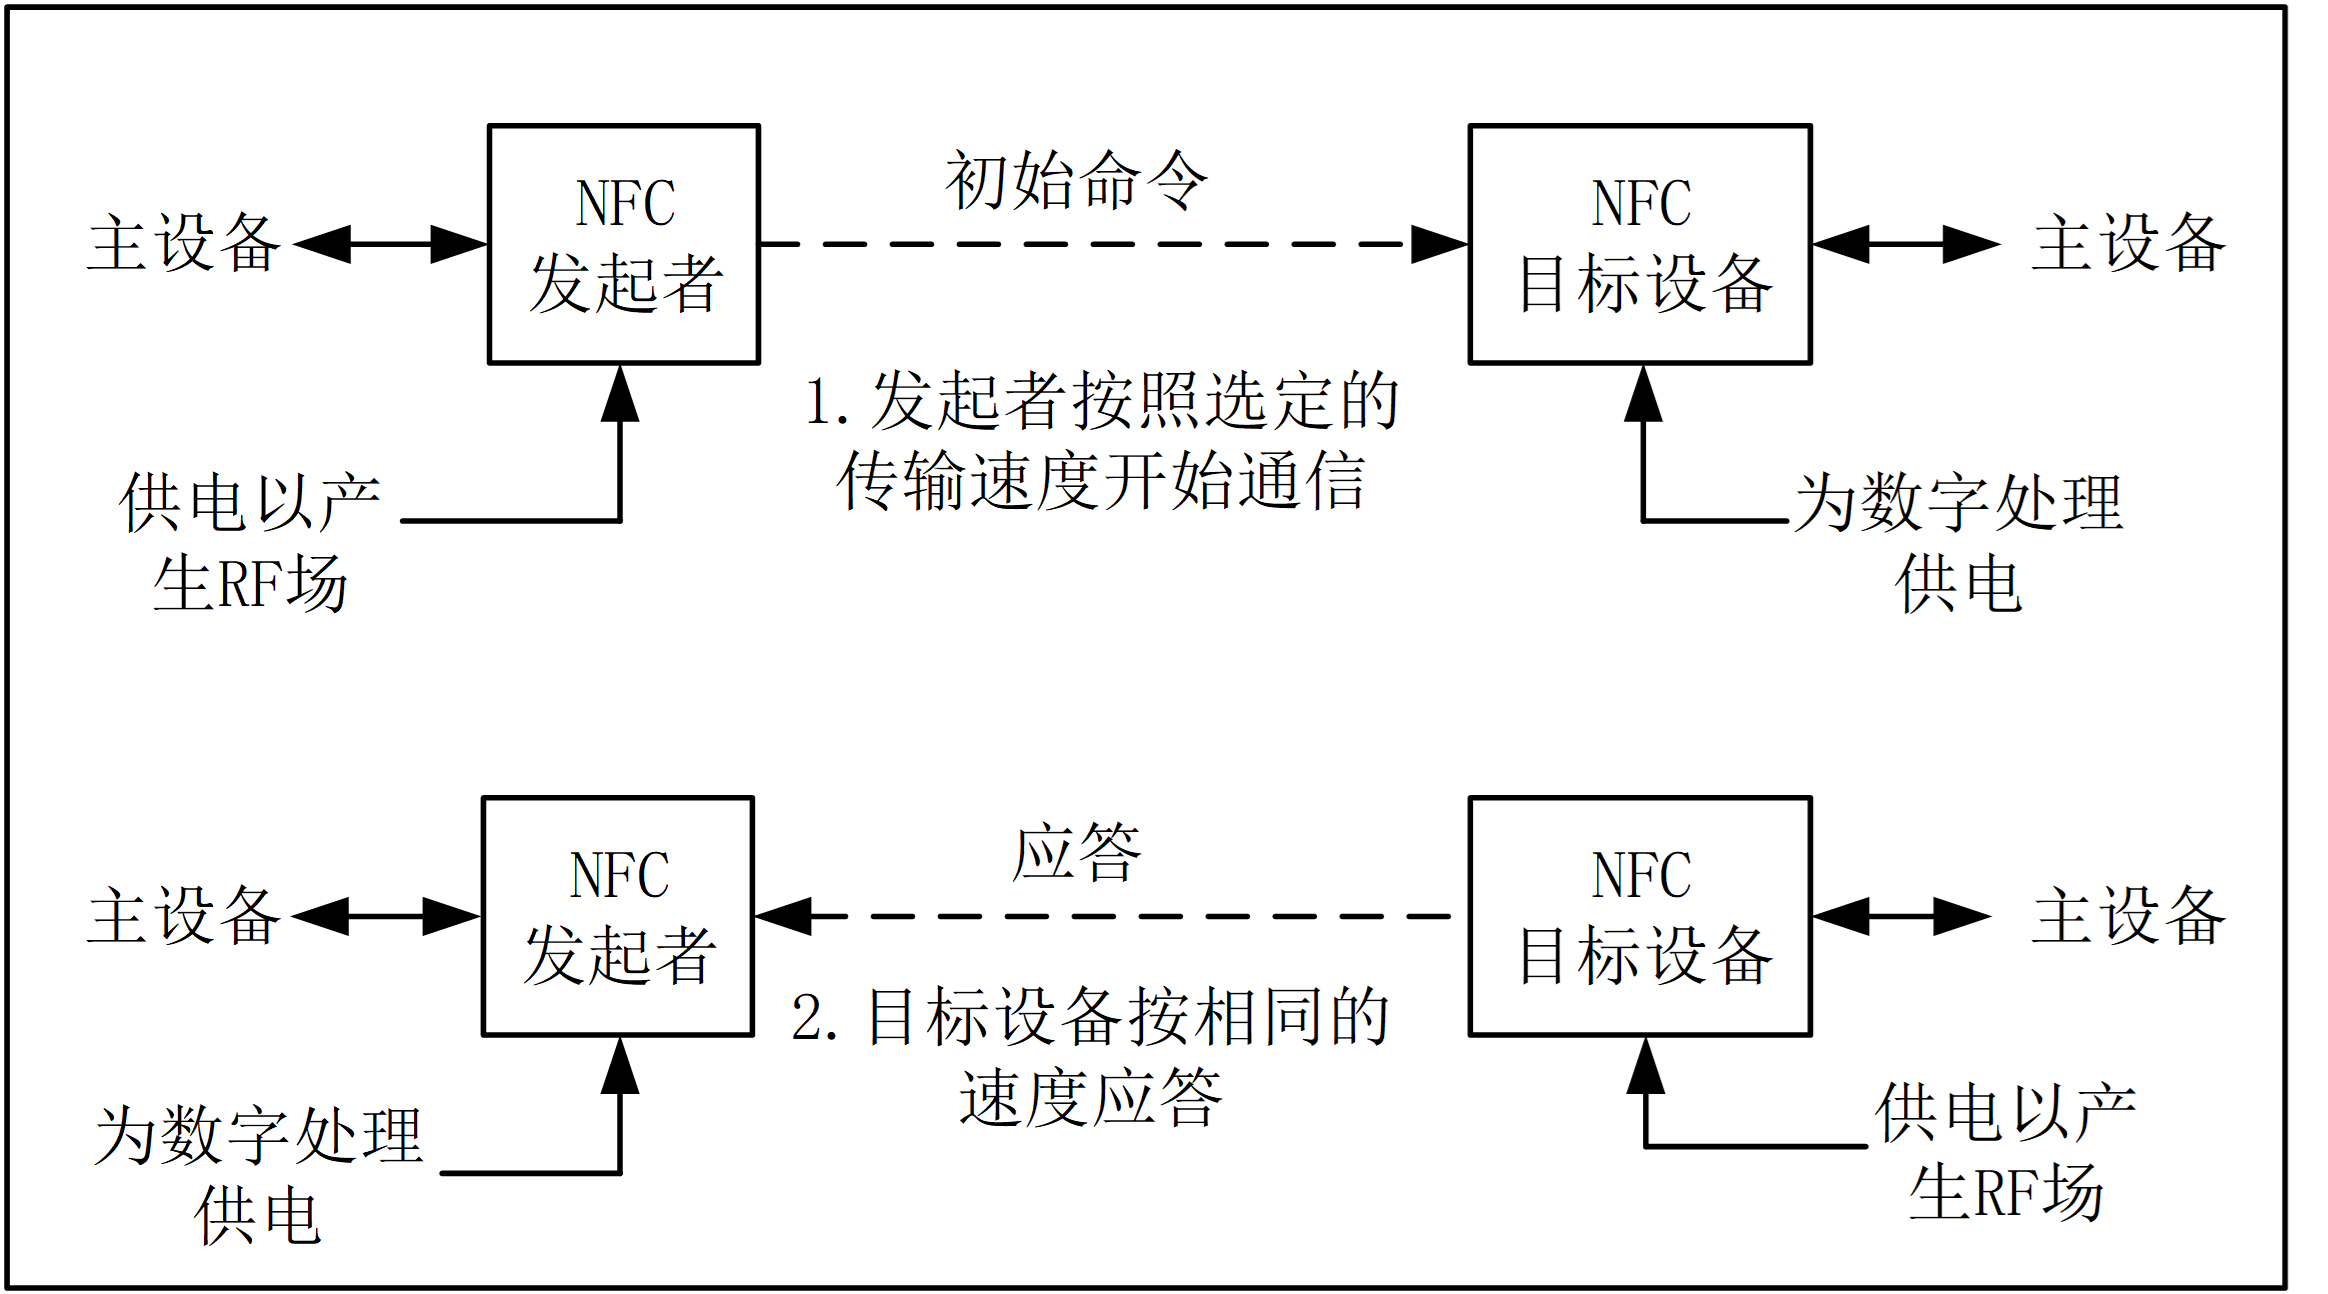 主设备
NFC
发起者
初始命令
NFC
目标设备
主设备
1.发起者按照选定的
传输速度开始通信
供电以产
生RF场
为数字处理
供电
主设备
NFC
发起者
应答
NFC
目标设备
主设备
2.目标设备按相同的
速度应答
为数字处理
供电
供电以产
生RF场